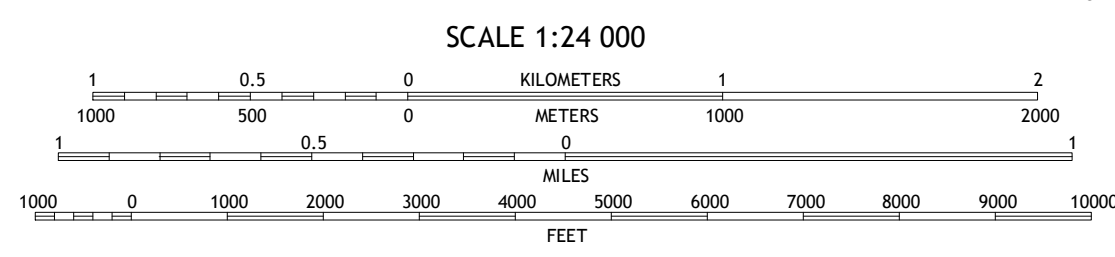 SCALE 1:24 000
1 0.5 0 KILOMETERS 1 2
1000 500 0 METERS 1000 2000
1 0.5 0 1
MILES
1000 0 1000 2000 3000 4000 5000 6000 7000 8000 9000 10000
FEET